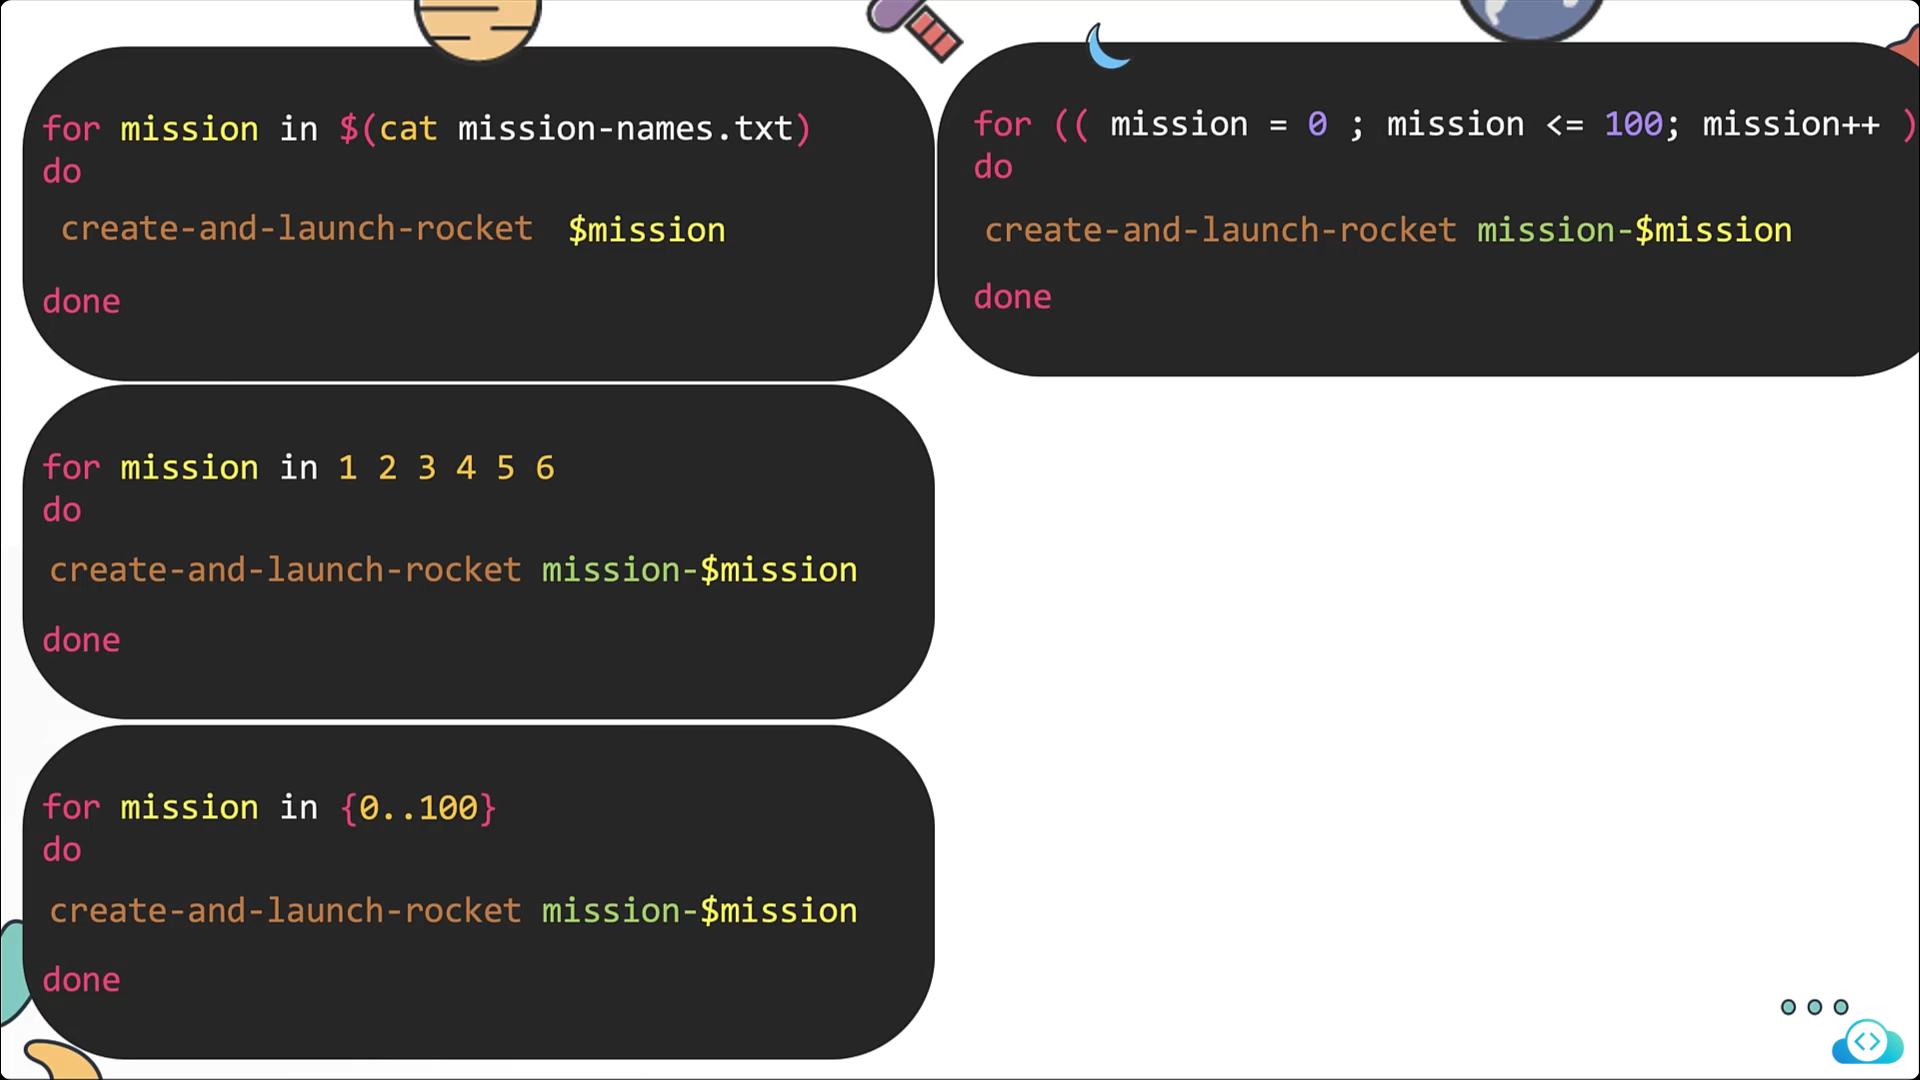 for mission in $(cat mission-names.txt)
do
create-and-launch-rocket $mission
done
for mission in 1 2 3 4 5 6
do
create-and-launch-rocket mission-$mission
done
for mission in {0..100}
do
create-and-launch-rocket mission-$mission
done
for (( mission = 0 ; mission <= 100; mission++ )
do
create-and-launch-rocket mission-$mission
done